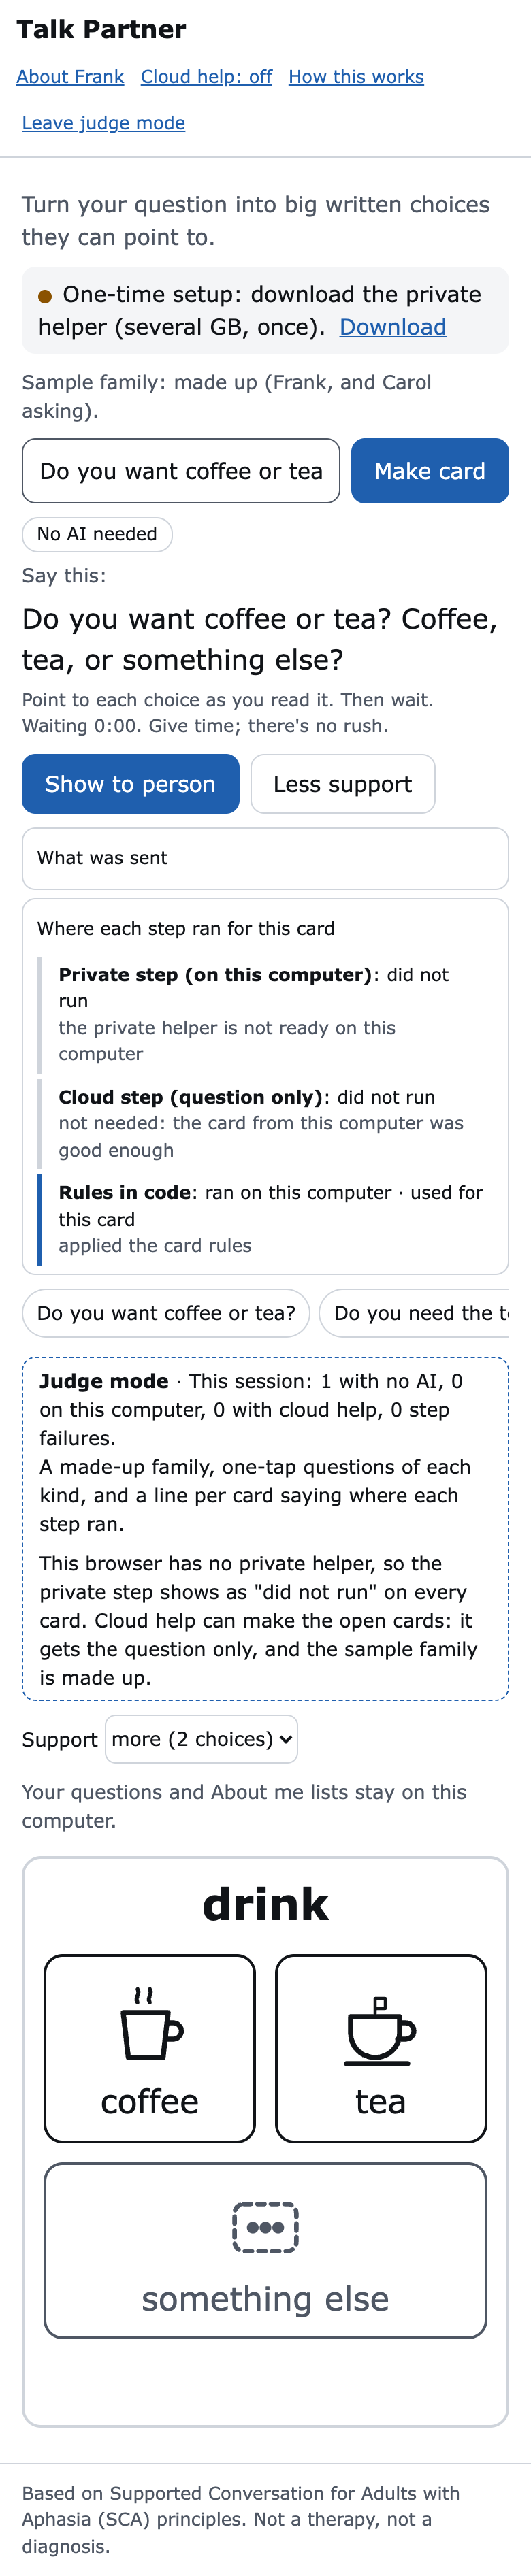 Talk Partner
About Frank Cloud help: off How this works
Leave judge mode
Turn your question into big written choices
they can point to.
One-time setup: download the private
helper (several GB, once). Download
Sample family: made up (Frank, and Carol
asking).
Do you want coffee or tea
Make card
No AI needed
Say this:
Do you want coffee or tea? Coffee,
tea, or something else?
Point to each choice as you read it. Then wait.
Waiting 0:00. Give time; there's no rush.
Show to person
Less support
What was sent
Where each step ran for this card
Private step (on this computer): did not
run
the private helper is not ready on this
computer
Cloud step (question only): did not run
not needed: the card from this computer was
good enough
Rules in code: ran on this computer · used for
this card
applied the card rules
Do you want coffee or tea?
Do you need the
Judge mode · This session: 1 with no AI, 0
on this computer, 0 with cloud help, 0 step
failures.
A made-up family, one-tap questions of each
kind, and a line per card saying where each
step ran.
This browser has no private helper, so the
private step shows as "did not run" on every
card. Cloud help can make the open cards: it
gets the question only, and the sample family
is made up.
Support more (2 choices)
Your questions and About me lists stay on this
computer.
drink
coffee
tea
something else
Based on Supported Conversation for Adults with
Aphasia (SCA) principles. Not a therapy, not a
diagnosis.